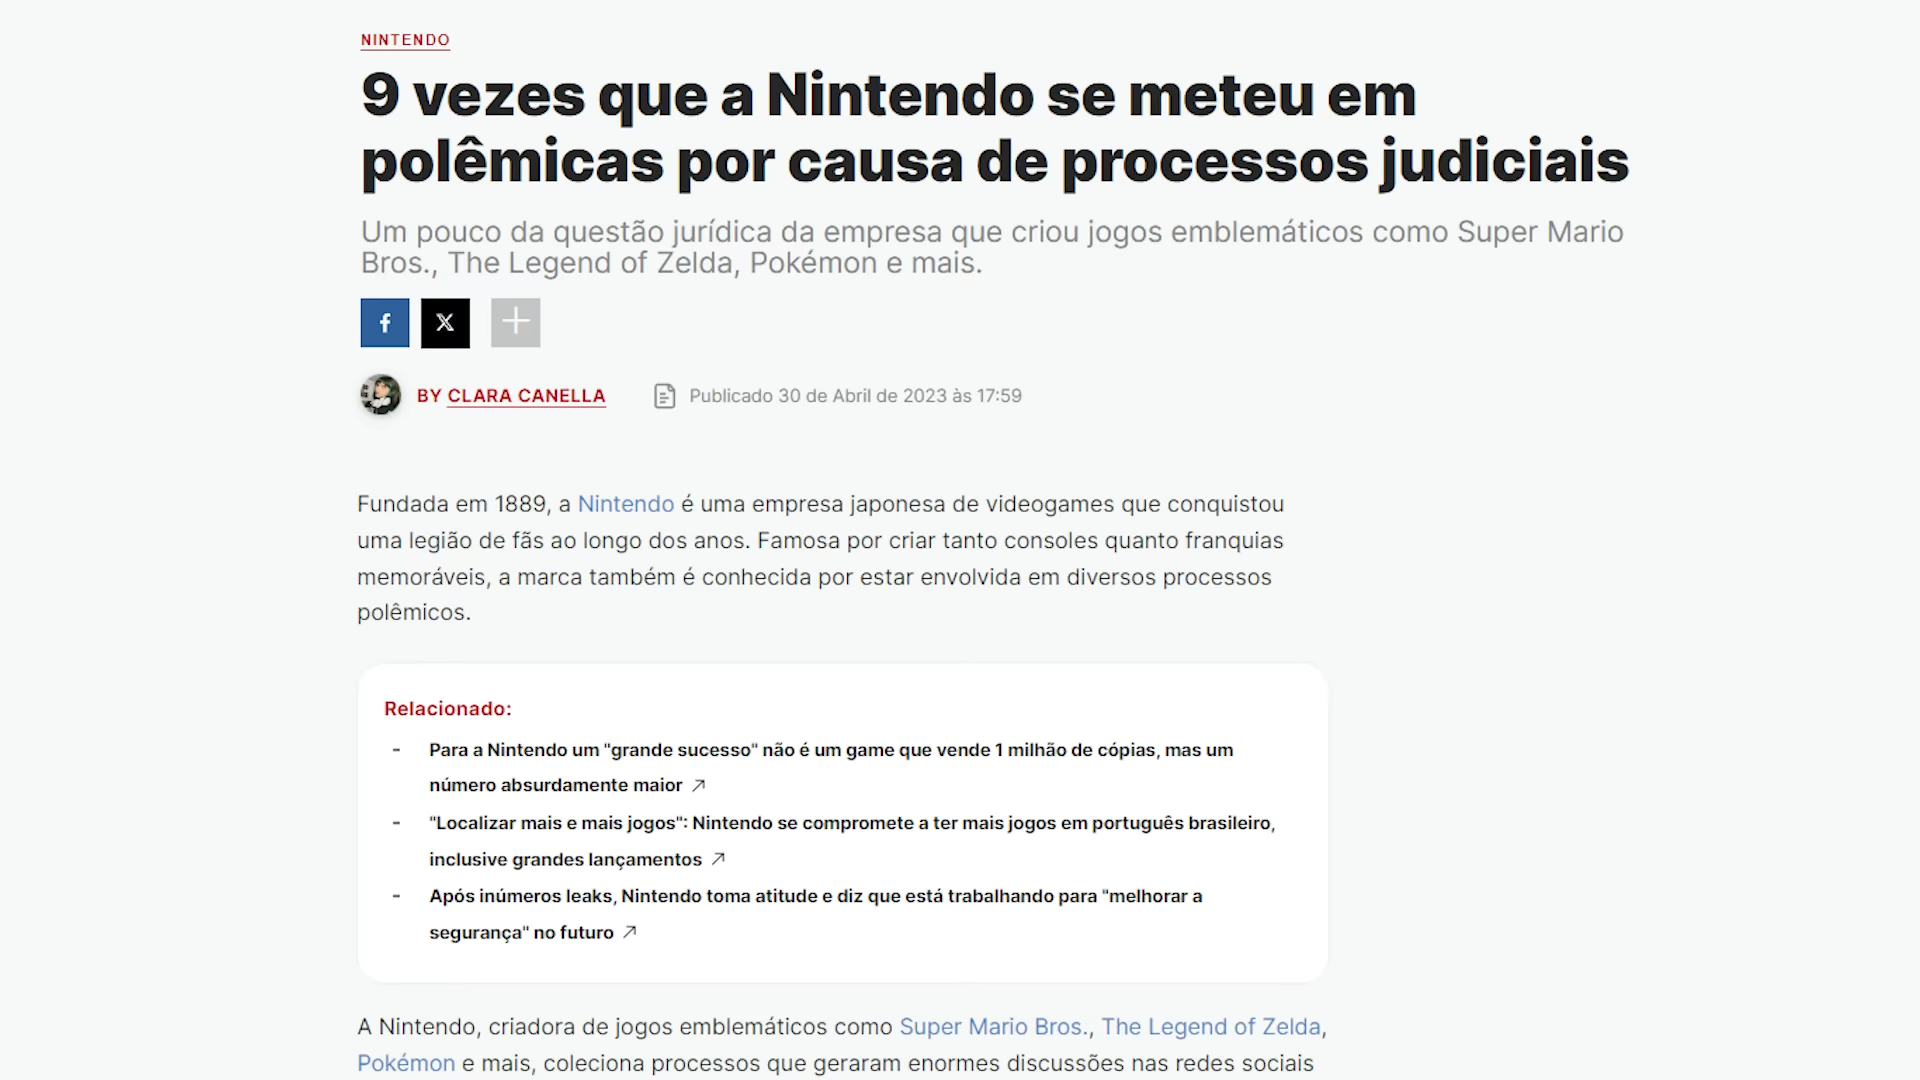 NINTENDO
9 vezes que a Nintendo se meteu em
polêmicas por causa de processos judiciais
Um pouco da questão jurídica da empresa que criou jogos emblemáticos como Super Mario
Bros., The Legend of Zelda, Pokémon e mais.
BY CLARA CANELLA
Publicado 30 de Abril de 2023 às 17:59
Fundada em 1889, a Nintendo é uma empresa japonesa de videogames que conquistou
uma legião de fãs ao longo dos anos. Famosa por criar tanto consoles quanto franquias
memoráveis, a marca também é conhecida por estar envolvida em diversos processos
polêmicos.
Relacionado:
- Para a Nintendo um "grande sucesso" não é um game que vende 1 milhão de cópias, mas um
número absurdamente maior ↗
- "Localizar mais e mais jogos": Nintendo se compromete a ter mais jogos em português brasileiro,
inclusive grandes lançamentos ↗
- Após inúmeros leaks, Nintendo toma atitude e diz que está trabalhando para "melhorar a
segurança" no futuro ↗
A Nintendo, criadora de jogos emblemáticos como Super Mario Bros., The Legend of Zelda,
Pokémon e mais, coleciona processos que geraram enormes discussões nas redes sociais